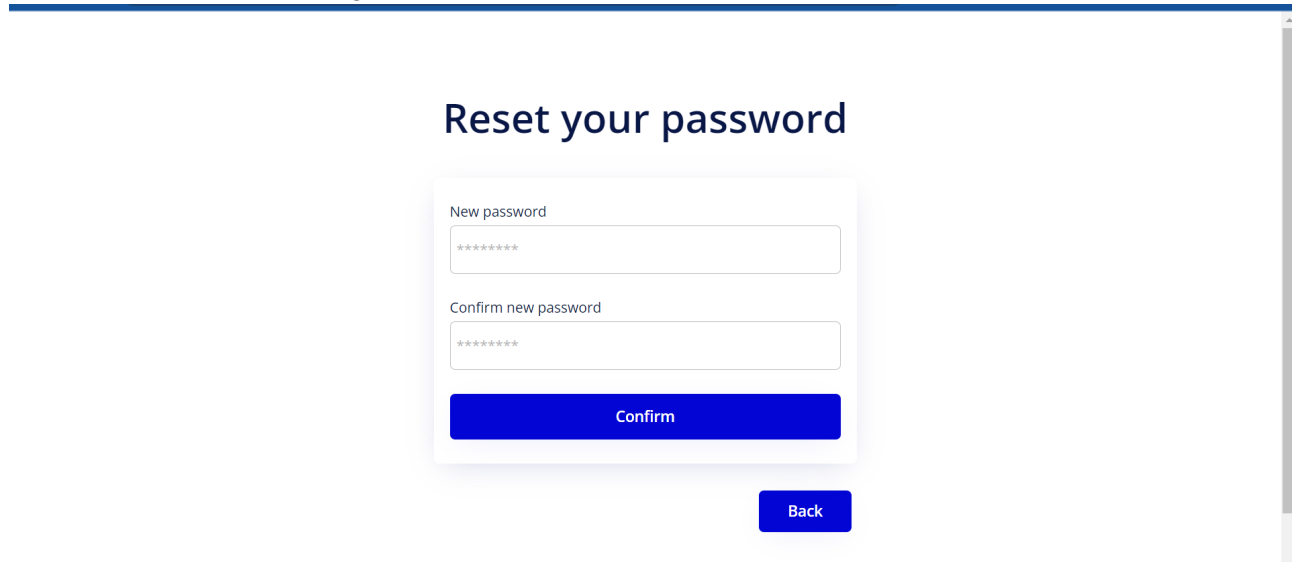 Reset your password
New password
********
Confirm new password
********
Confirm
Back